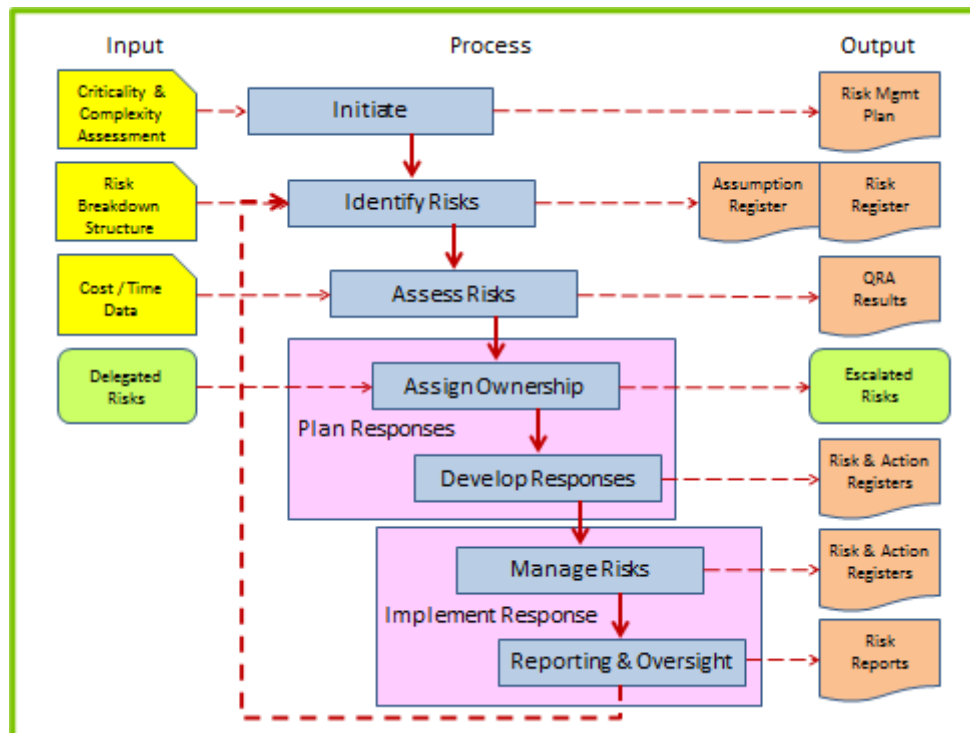 Input
Process
Output
Criticality &
Complexity
Assessment
Initiate
Risk Mgmt
Plan
Risk
Breakdown
Structure
Identify Risks
Assumption
Register
Risk
Register
Cost / Time
Data
Assess Risks
QRA
Results
Delegated
Risks
Assign Ownership
Escalated
Risks
Plan Responses
Develop Responses
Risk & Action
Registers
Manage Risks
Risk & Action
Registers
Implement Response
Reporting & Oversight
Risk
Reports